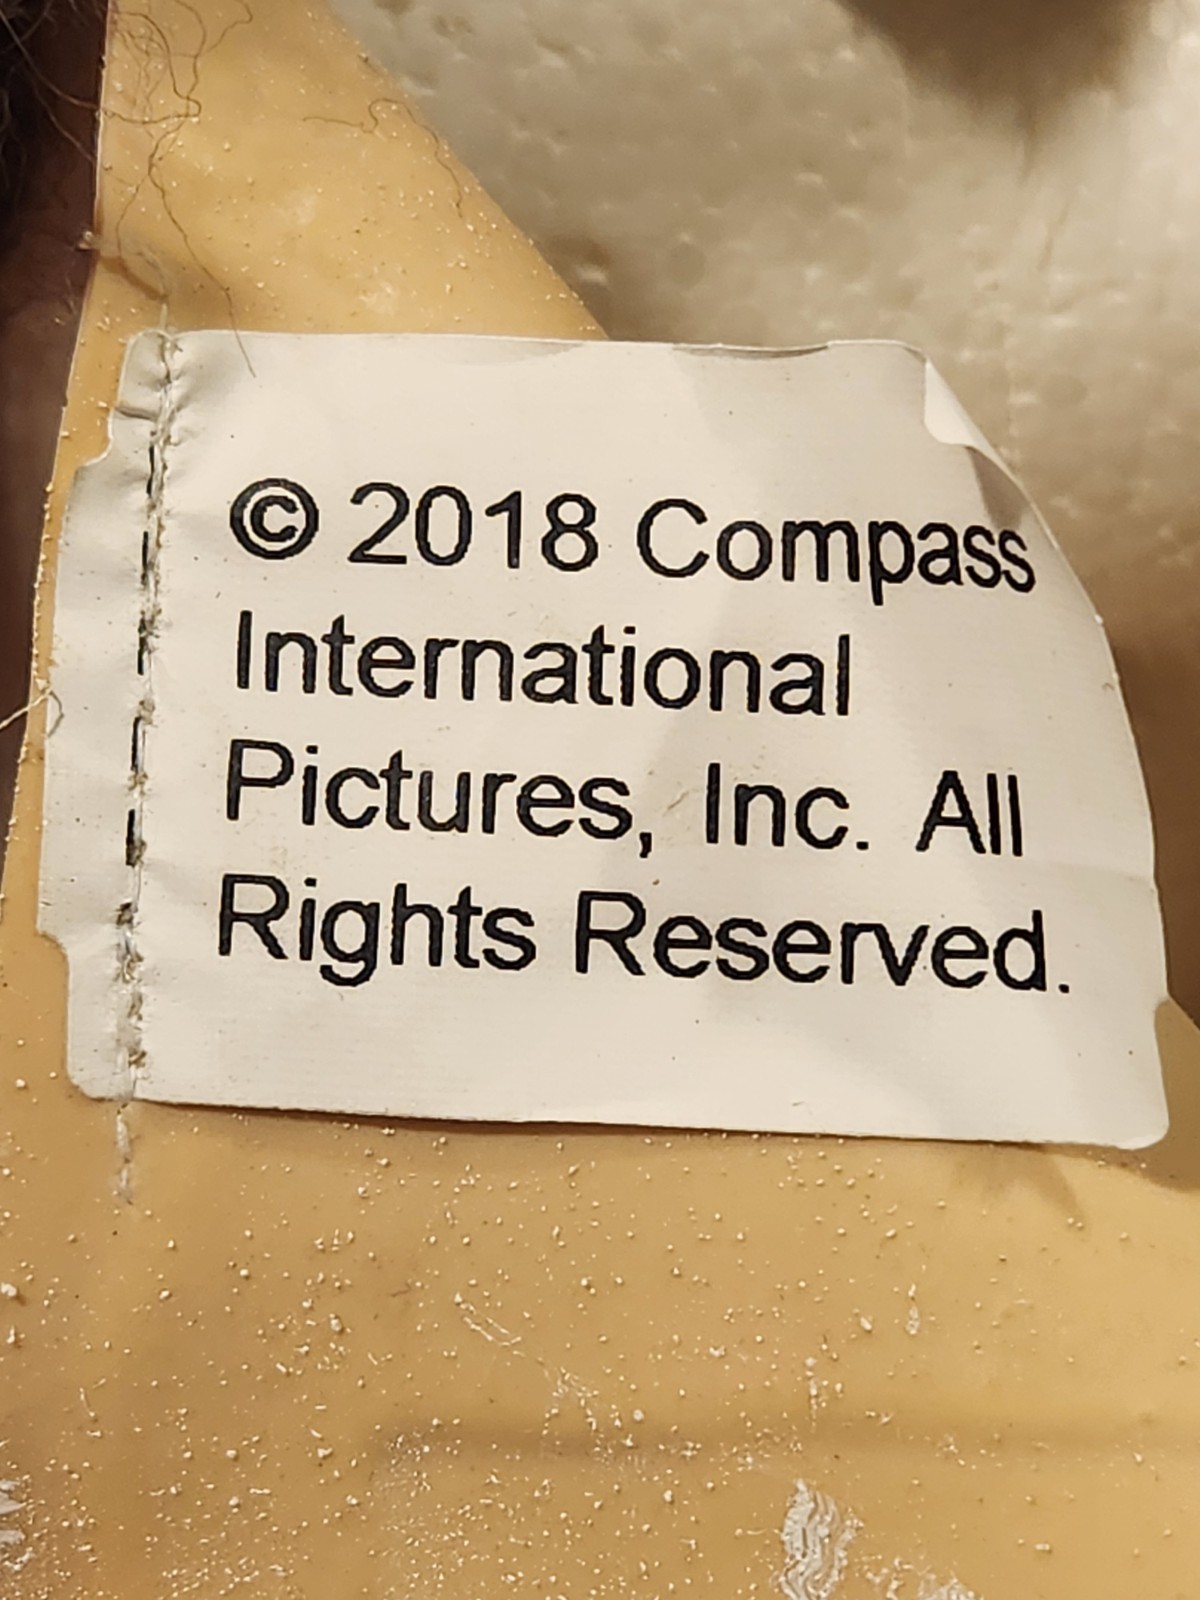 © 2018 Compass
International
Pictures, Inc. All
Rights Reserved.